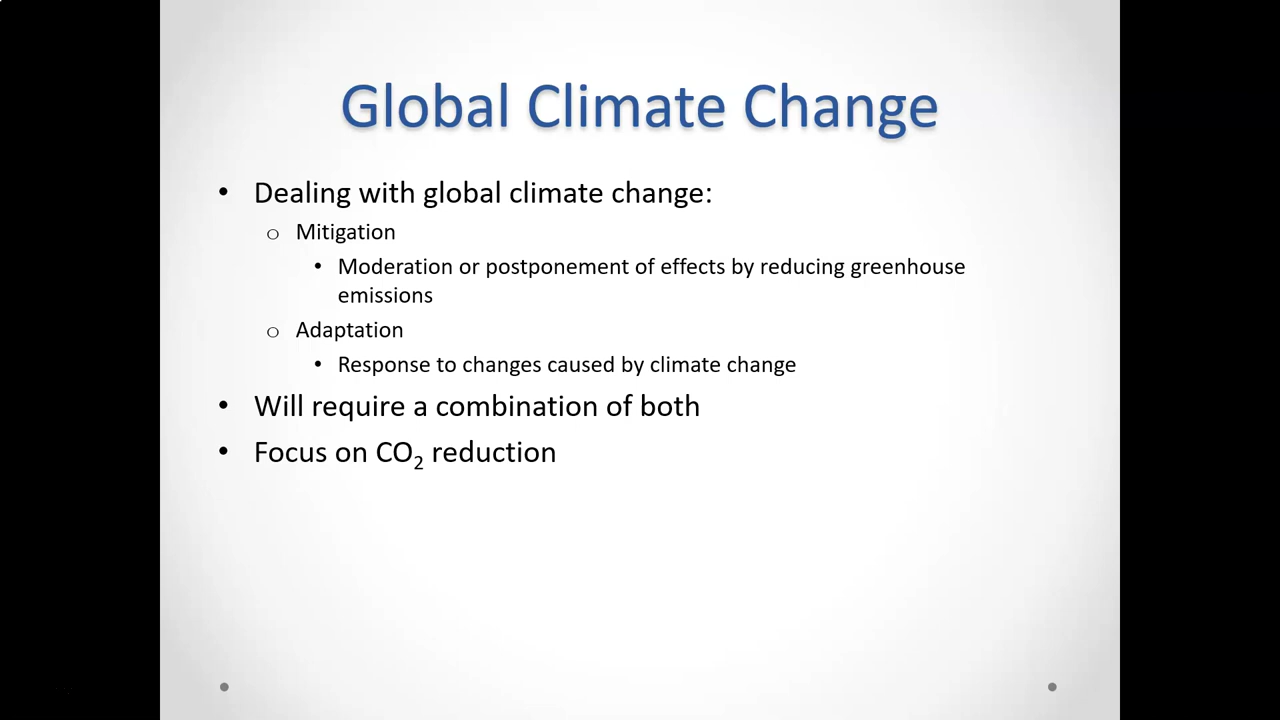 Global Climate Change
• Dealing with global climate change:
o Mitigation
• Moderation or postponement of effects by reducing greenhouse
emissions
o Adaptation
• Response to changes caused by climate change
• Will require a combination of both
• Focus on CO₂ reduction